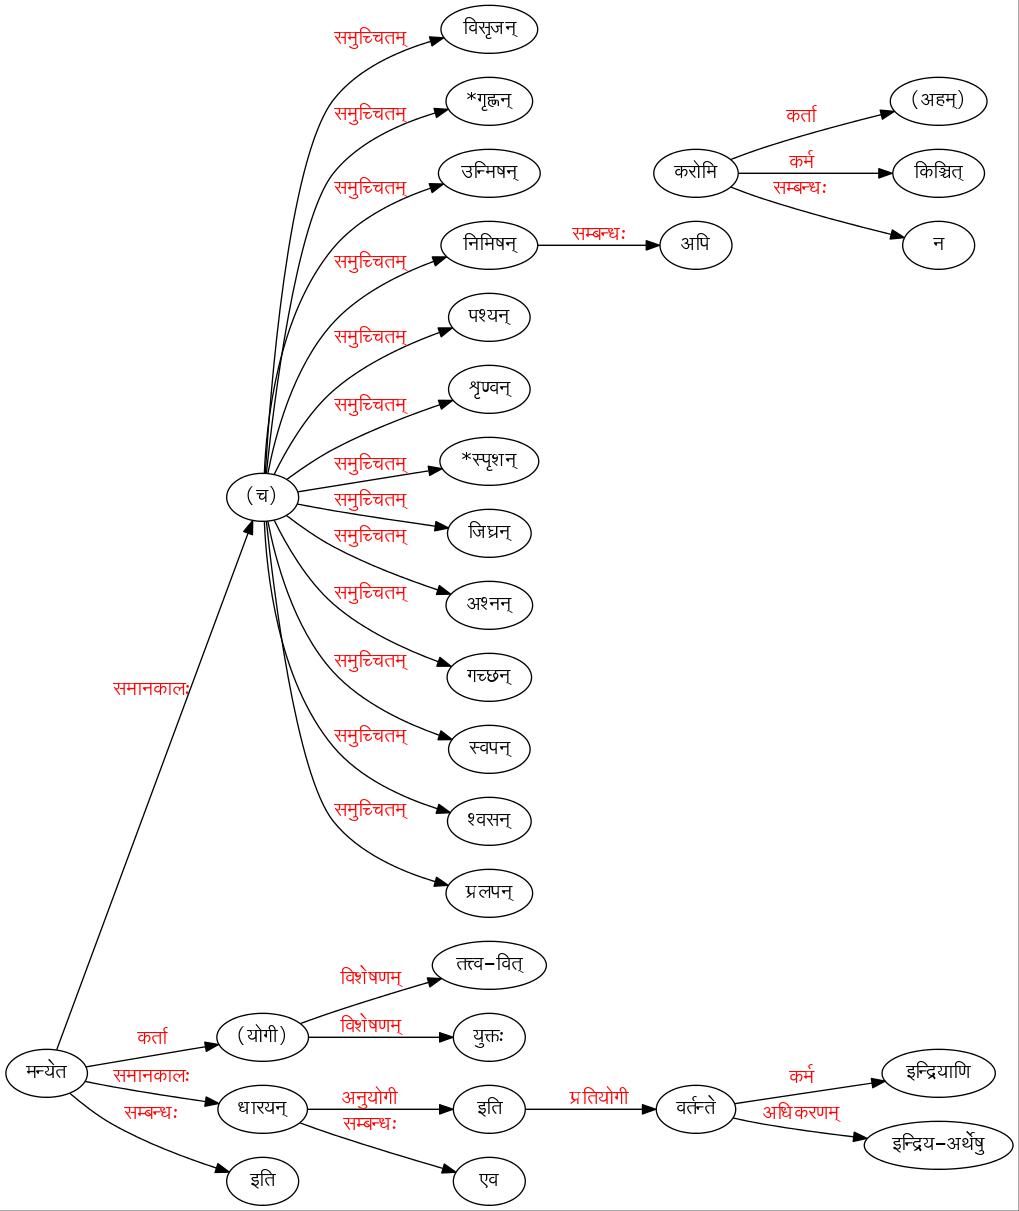 विसृजन्
समुच्चितम्
*गृह्णन्
(अहम्)
समुच्चितम्
कर्ता
उन्मिषन्
कर्म
करोमि
किञ्चित्
समुच्चितम्
सम्बन्धः
निमिषन्
सम्बन्धः
अपि
न
समुच्चितम्
पश्यन्
समुच्चितम्
शृण्वन्
समुच्चितम्
*स्पृशन्
समुच्चितम्
(च)
समुच्चितम्
जिघ्रन्
समुच्चितम्
अश्नन्
समुच्चितम्
गच्छन्
समुच्चितम्
समानकालः
स्वपन्
समुच्चितम्
श्वसन्
समुच्चितम्
प्रलपन्
तत्त्व-वित्
विशेषणम्
कर्ता
(योगी)
विशेषणम्
युक्तः
मन्येत
समानकालः
कर्म
इन्द्रियाणि
धारयन्
अनुयोगी
इति
प्रतियोगी
वर्तन्ते
सम्बन्धः
सम्बन्धः
अधिकरणम्
इन्द्रिय-अर्थेषु
इति
एव